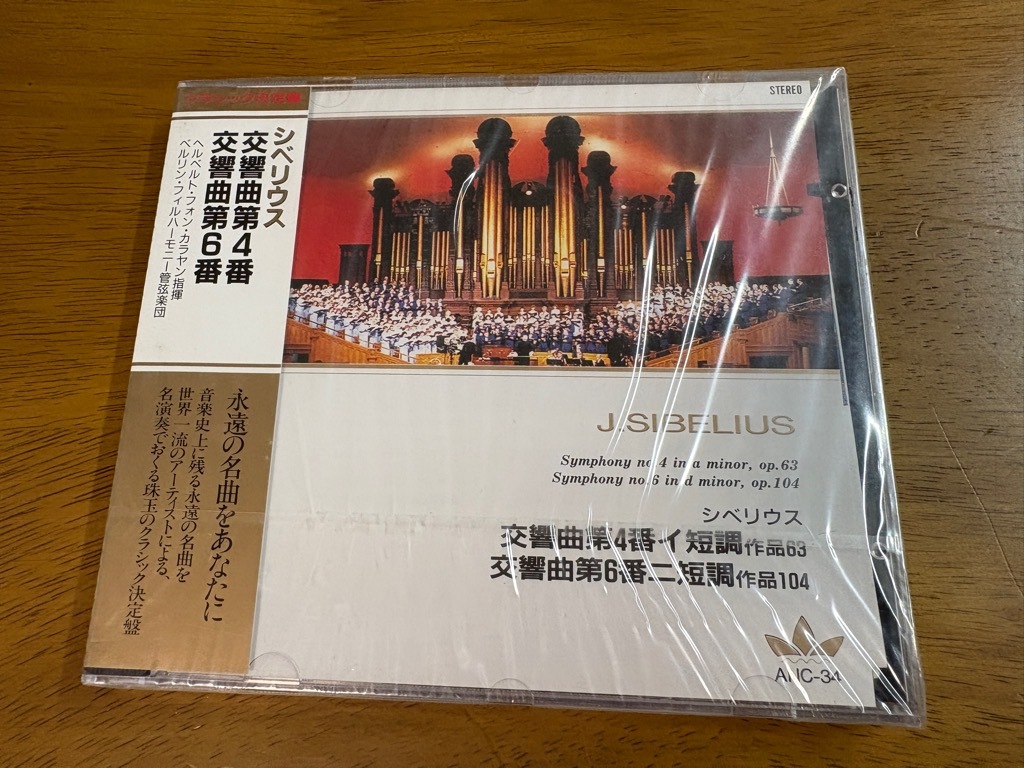 クラシック決定盤
シベリウス
交響曲第4番
交響曲第6番
ヘルベルト・フォン・カラヤン指揮
ベルリン・フィルハーモニー管弦楽団
永遠の名曲をあなたに
音楽史上に残る永遠の名曲を
世界一流のアーティストによる、
名演奏でおくる珠玉のクラシック決定盤
STEREO
J.SIBELIUS
Symphony no.4 in a minor, op.63
Symphony no.6 in d minor, op.104
シベリウス
交響曲第4番イ短調作品63
交響曲第6番ニ短調作品104
ANC-34